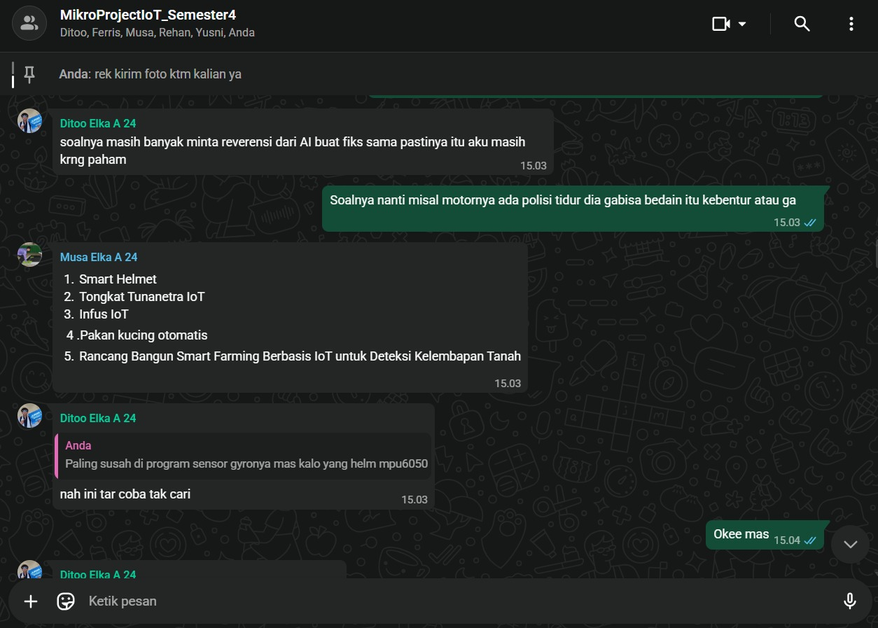 MikroProjectIoT_Semester4
Ditoo, Ferris, Musa, Rehan, Yusni, Anda
Anda: rek kirim foto ktm kalian ya
Ditoo Elka A 24
soalnya masih banyak minta reverensi dari AI buat fiks sama pastinya itu aku masih
krng paham
15.03
Soalnya nanti misal motornya ada polisi tidur dia gabisa bedain itu kebentur atau ga
15.03
Musa Elka A 24
1. Smart Helmet
2. Tongkat Tunanetra IoT
3. Infus IoT
4 .Pakan kucing otomatis
5. Rancang Bangun Smart Farming Berbasis IoT untuk Deteksi Kelembapan Tanah
15.03
Ditoo Elka A 24
Anda
Paling susah di program sensor gyronya mas kalo yang helm mpu6050
nah ini tar coba tak cari
15.03
Okee mas
15.04
Ditoo Elka A 24
Ketik pesan